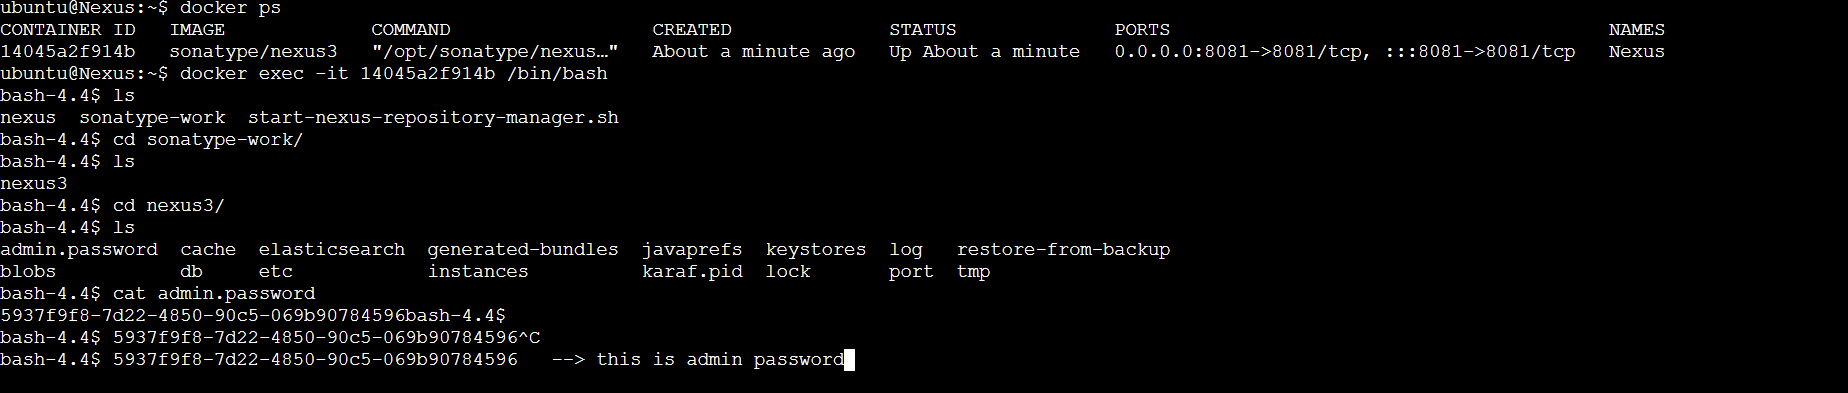 ubuntu@Nexus:~$ docker ps
CONTAINER ID   IMAGE             COMMAND                  CREATED              STATUS              PORTS                                       NAMES
14045a2f914b   sonatype/nexus3   "/opt/sonatype/nexus…"   About a minute ago   Up About a minute   0.0.0.0:8081->8081/tcp, :::8081->8081/tcp   Nexus
ubuntu@Nexus:~$ docker exec -it 14045a2f914b /bin/bash
bash-4.4$ ls
nexus  sonatype-work  start-nexus-repository-manager.sh
bash-4.4$ cd sonatype-work/
bash-4.4$ ls
nexus3
bash-4.4$ cd nexus3/
bash-4.4$ ls
admin.password  cache  elasticsearch  generated-bundles  javaprefs  keystores  log   restore-from-backup
blobs           db     etc            instances          karaf.pid  lock       port  tmp
bash-4.4$ cat admin.password
5937f9f8-7d22-4850-90c5-069b90784596bash-4.4$
bash-4.4$ 5937f9f8-7d22-4850-90c5-069b90784596^C
bash-4.4$ 5937f9f8-7d22-4850-90c5-069b90784596   --> this is admin password